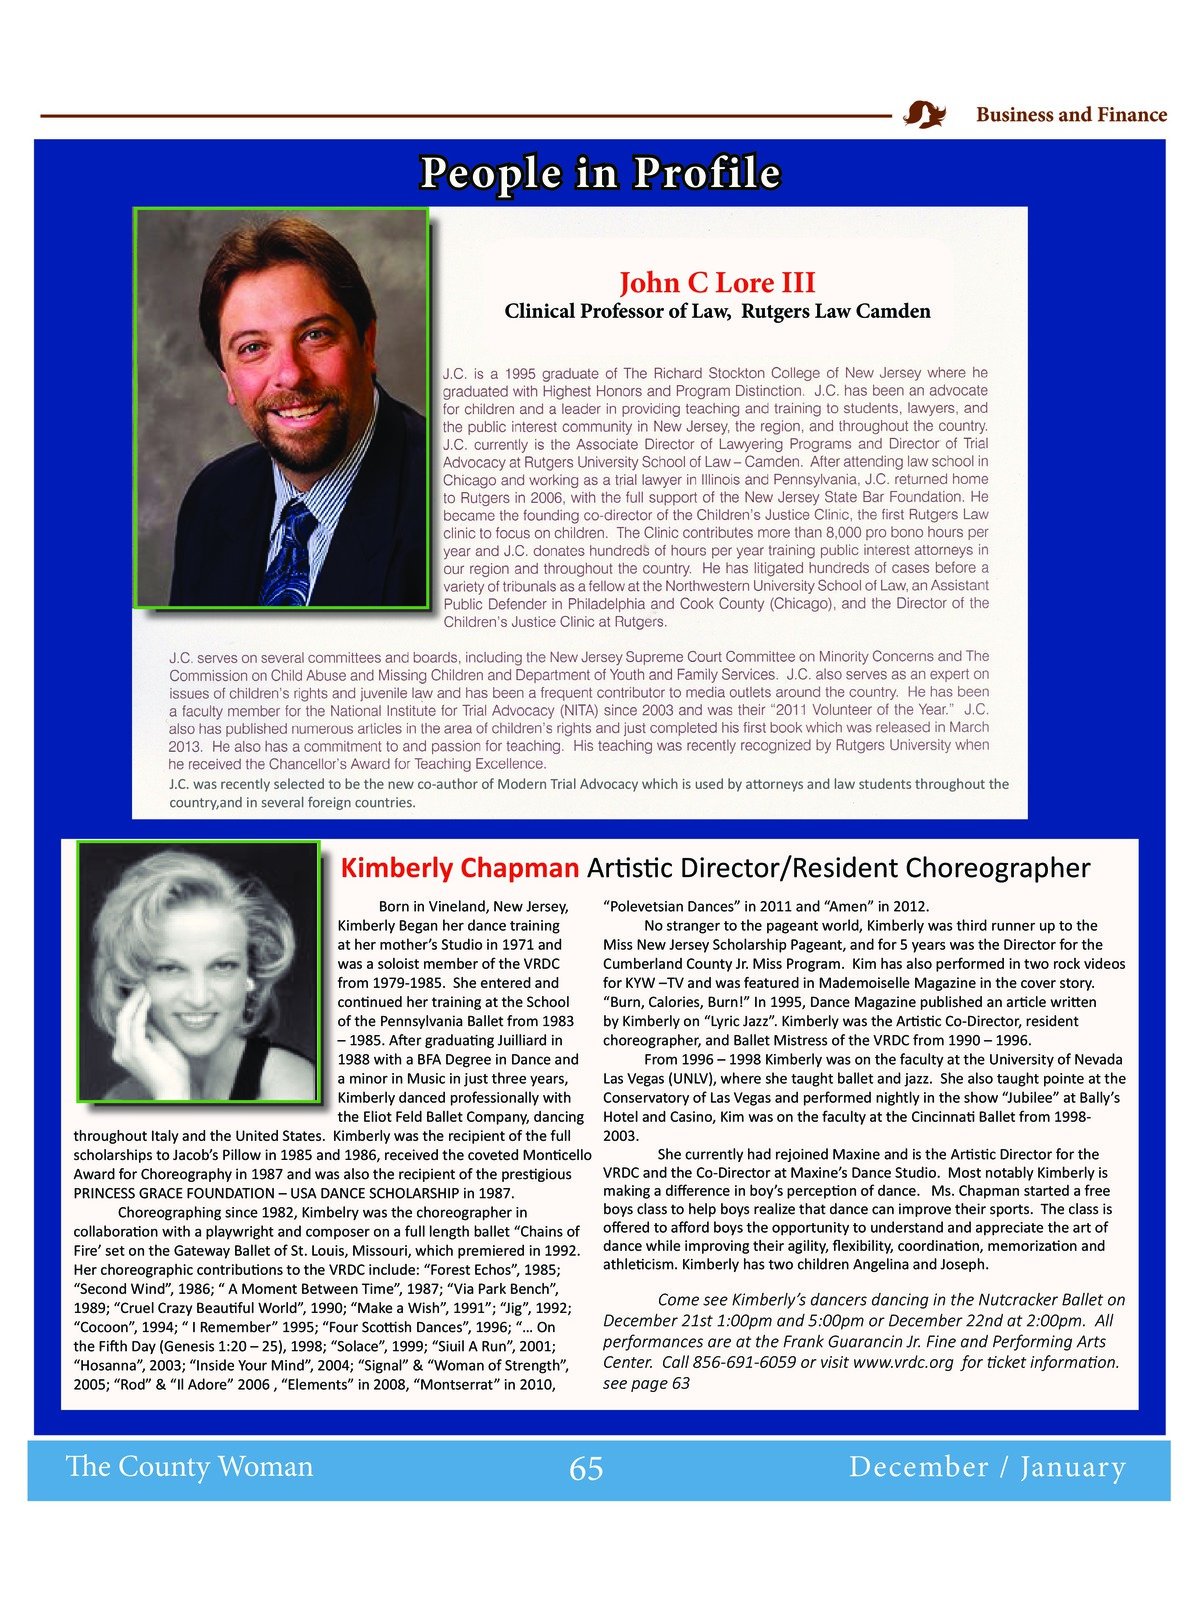 Business and Finance
People in Profile
John C Lore III
Clinical Professor of Law, Rutgers Law Camden
J.C. is a 1995 graduate of The Richard Stockton College of New Jersey where he
graduated with Highest Honors and Program Distinction. J.C. has been an advocate
for children and a leader in providing teaching and training to students, lawyers, and
the public interest community in New Jersey, the region, and throughout the country.
J.C. currently is the Associate Director of Lawyering Programs and Director of Trial
Advocacy at Rutgers University School of Law – Camden. After attending law school in
Chicago and working as a trial lawyer in Illinois and Pennsylvania, J.C. returned home
to Rutgers in 2006, with the full support of the New Jersey State Bar Foundation. He
became the founding co-director of the Children's Justice Clinic, the first Rutgers Law
clinic to focus on children. The Clinic contributes more than 8,000 pro bono hours per
year and J.C. donates hundreds of hours per year training public interest attorneys in
our region and throughout the country. He has litigated hundreds of cases before a
variety of tribunals as a fellow at the Northwestern University School of Law, an Assistant
Public Defender in Philadelphia and Cook County (Chicago), and the Director of the
Children's Justice Clinic at Rutgers.
J.C. serves on several committees and boards, including the New Jersey Supreme Court Committee on Minority Concerns and The
Commission on Child Abuse and Missing Children and Department of Youth and Family Services. J.C. also serves as an expert on
issues of children's rights and juvenile law and has been a frequent contributor to media outlets around the country. He has been
a faculty member for the National Institute for Trial Advocacy (NITA) since 2003 and was their "2011 Volunteer of the Year." J.C.
also has published numerous articles in the area of children's rights and just completed his first book which was released in March
2013. He also has a commitment to and passion for teaching. His teaching was recently recognized by Rutgers University when
he received the Chancellor's Award for Teaching Excellence.
J.C. was recently selected to be the new co-author of Modern Trial Advocacy which is used by attorneys and law students throughout the
country,and in several foreign countries.
Kimberly Chapman Artistic Director/Resident Choreographer
Born in Vineland, New Jersey,
Kimberly Began her dance training
at her mother's Studio in 1971 and
was a soloist member of the VRDC
from 1979-1985. She entered and
continued her training at the School
of the Pennsylvania Ballet from 1983
– 1985. After graduating Juilliard in
1988 with a BFA Degree in Dance and
a minor in Music in just three years,
Kimberly danced professionally with
the Eliot Feld Ballet Company, dancing
throughout Italy and the United States. Kimberly was the recipient of the full
scholarships to Jacob's Pillow in 1985 and 1986, received the coveted Monticello
Award for Choreography in 1987 and was also the recipient of the prestigious
PRINCESS GRACE FOUNDATION – USA DANCE SCHOLARSHIP in 1987.
Choreographing since 1982, Kimbelry was the choreographer in
collaboration with a playwright and composer on a full length ballet "Chains of
Fire' set on the Gateway Ballet of St. Louis, Missouri, which premiered in 1992.
Her choreographic contributions to the VRDC include: "Forest Echos", 1985;
"Second Wind", 1986; " A Moment Between Time", 1987; "Via Park Bench",
1989; "Cruel Crazy Beautiful World", 1990; "Make a Wish", 1991"; "Jig", 1992;
"Cocoon", 1994; " I Remember" 1995; "Four Scottish Dances", 1996; "... On
the Fifth Day (Genesis 1:20 – 25), 1998; "Solace", 1999; "Siuil A Run", 2001;
"Hosanna", 2003; "Inside Your Mind", 2004; "Signal" & "Woman of Strength",
2005; "Rod" & "Il Adore" 2006 , "Elements" in 2008, "Montserrat" in 2010,
"Polevetsian Dances" in 2011 and "Amen" in 2012.
No stranger to the pageant world, Kimberly was third runner up to the
Miss New Jersey Scholarship Pageant, and for 5 years was the Director for the
Cumberland County Jr. Miss Program. Kim has also performed in two rock videos
for KYW –TV and was featured in Mademoiselle Magazine in the cover story.
"Burn, Calories, Burn!" In 1995, Dance Magazine published an article written
by Kimberly on "Lyric Jazz". Kimberly was the Artistic Co-Director, resident
choreographer, and Ballet Mistress of the VRDC from 1990 – 1996.
From 1996 – 1998 Kimberly was on the faculty at the University of Nevada
Las Vegas (UNLV), where she taught ballet and jazz. She also taught pointe at the
Conservatory of Las Vegas and performed nightly in the show "Jubilee" at Bally's
Hotel and Casino, Kim was on the faculty at the Cincinnati Ballet from 1998-
2003.
She currently had rejoined Maxine and is the Artistic Director for the
VRDC and the Co-Director at Maxine's Dance Studio. Most notably Kimberly is
making a difference in boy's perception of dance. Ms. Chapman started a free
boys class to help boys realize that dance can improve their sports. The class is
offered to afford boys the opportunity to understand and appreciate the art of
dance while improving their agility, flexibility, coordination, memorization and
athleticism. Kimberly has two children Angelina and Joseph.
Come see Kimberly's dancers dancing in the Nutcracker Ballet on
December 21st 1:00pm and 5:00pm or December 22nd at 2:00pm. All
performances are at the Frank Guarancin Jr. Fine and Performing Arts
Center. Call 856-691-6059 or visit www.vrdc.org for ticket information.
see page 63
The County Woman
65
December / January